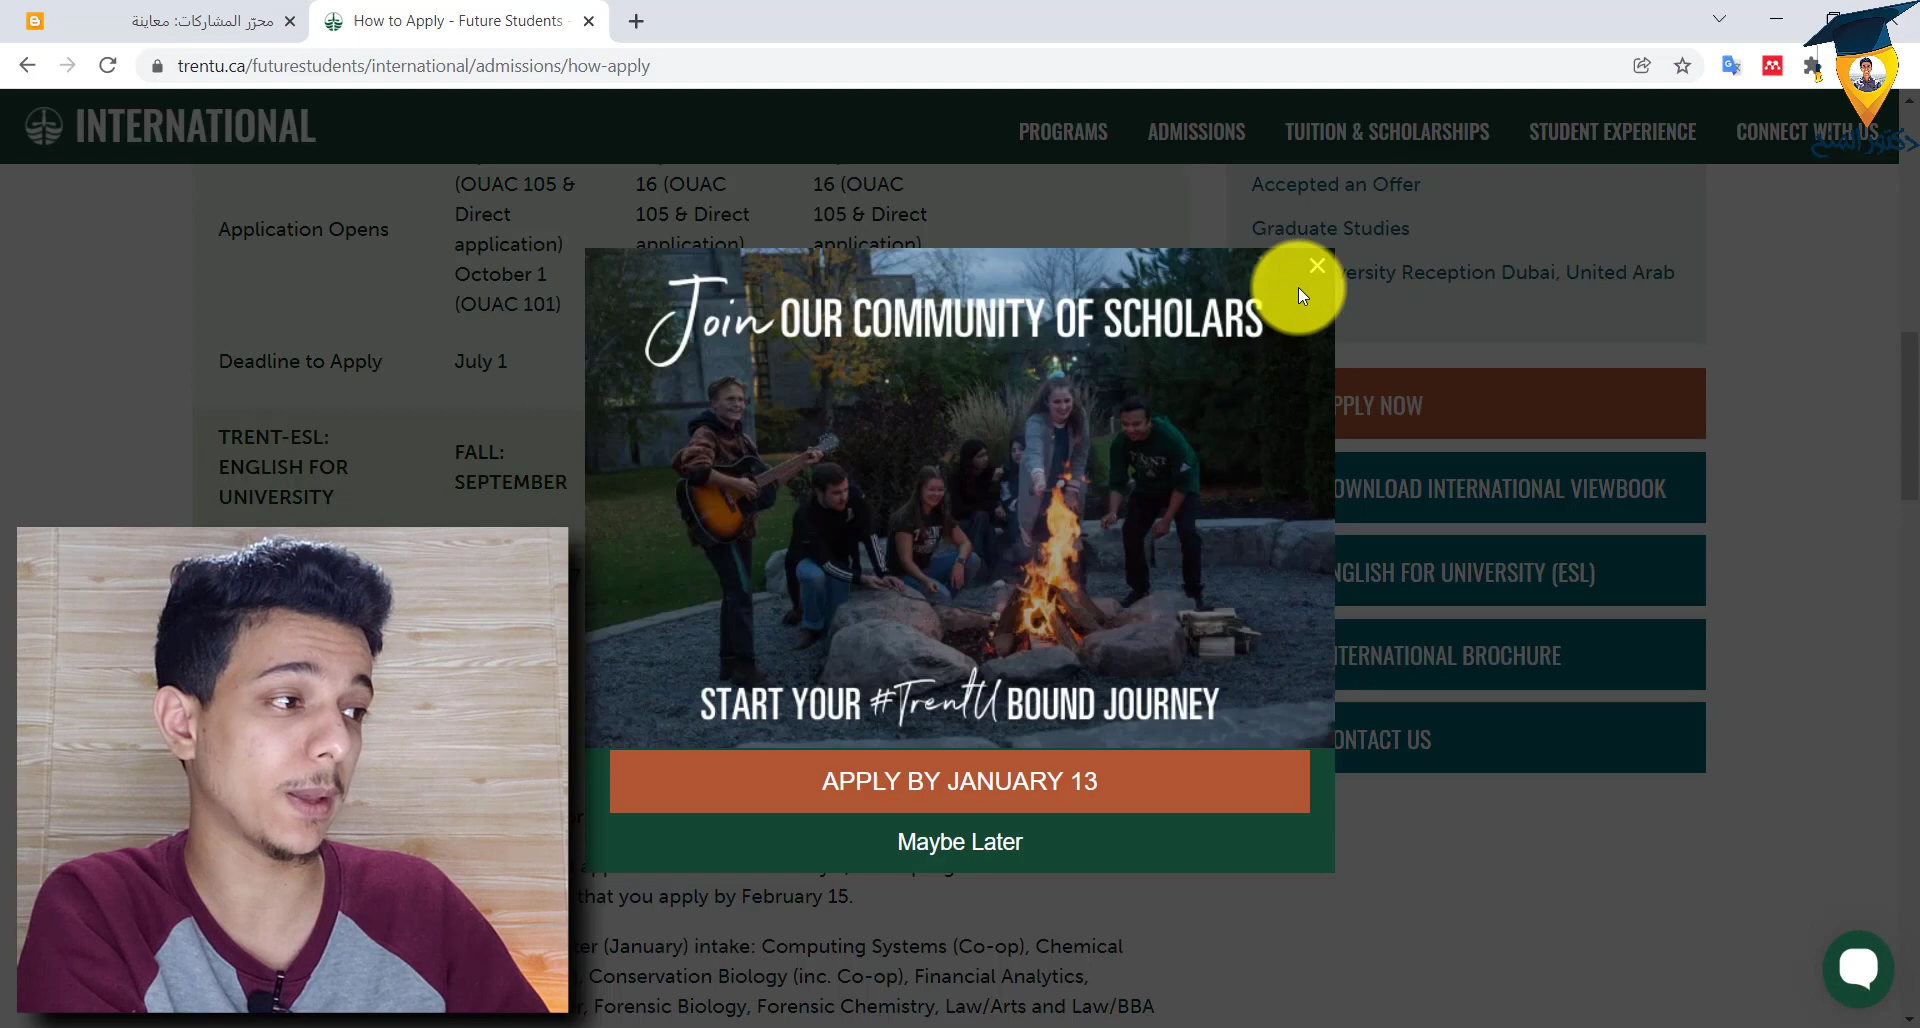 محرّر المشاركات: معاينة
How to Apply - Future Students -
trentu.ca/futurestudents/international/admissions/how-apply
INTERNATIONAL
PROGRAMS
ADMISSIONS
TUITION & SCHOLARSHIPS
STUDENT EXPERIENCE
CONNECT WITH US
دكتور المنح
Application Opens
(OUAC 105 &
Direct
application)
October 1
(OUAC 101)
16 (OUAC
105 & Direct
application)
16 (OUAC
105 & Direct
application)
Deadline to Apply
July 1
TRENT-ESL:
ENGLISH FOR
UNIVERSITY
FALL:
SEPTEMBER
Accepted an Offer
Graduate Studies
ersity Reception Dubai, United Arab
Join OUR COMMUNITY OF SCHOLARS
TRENT
START YOUR #TrentU BOUND JOURNEY
APPLY BY JANUARY 13
Maybe Later
PPLY NOW
OWNLOAD INTERNATIONAL VIEWBOOK
NGLISH FOR UNIVERSITY (ESL)
TERNATIONAL BROCHURE
ONTACT US
that you apply by February 15.
er (January) intake: Computing Systems (Co-op), Chemical
, Conservation Biology (inc. Co-op), Financial Analytics,
r, Forensic Biology, Forensic Chemistry, Law/Arts and Law/BBA